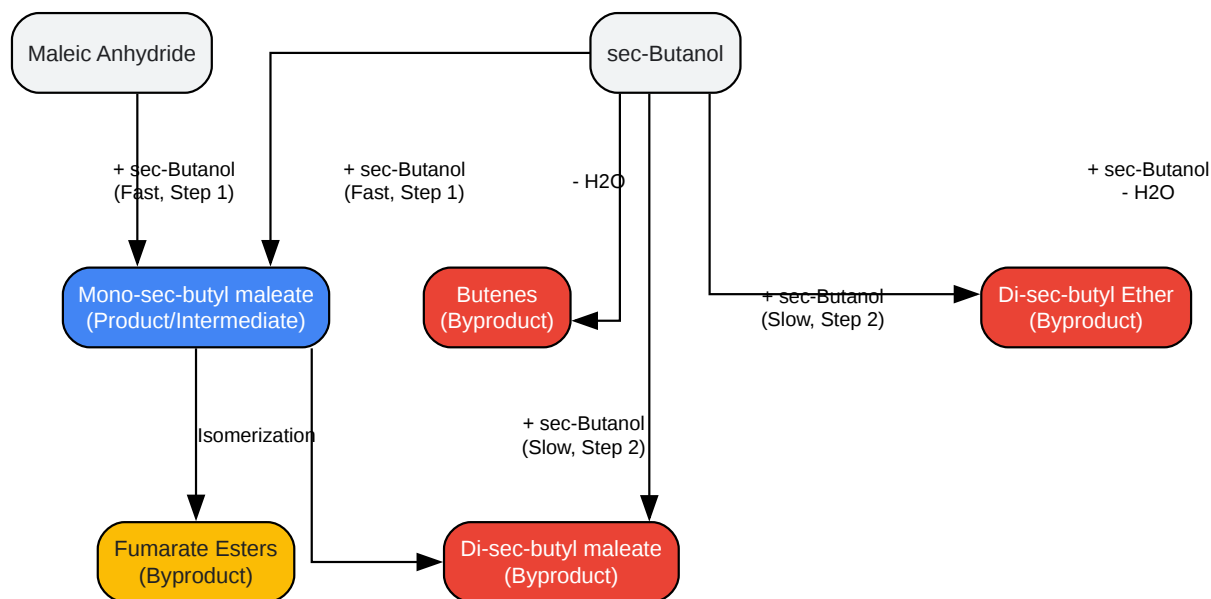 Maleic Anhydride
sec-Butanol
+ sec-Butanol
(Fast, Step 1)
+ sec-Butanol
(Fast, Step 1)
- H2O
+ sec-Butanol
- H2O
Mono-sec-butyl maleate
(Product/Intermediate)
Butenes
(Byproduct)
+ sec-Butanol
(Slow, Step 2)
Di-sec-butyl Ether
(Byproduct)
Isomerization
+ sec-Butanol
(Slow, Step 2)
Fumarate Esters
(Byproduct)
Di-sec-butyl maleate
(Byproduct)